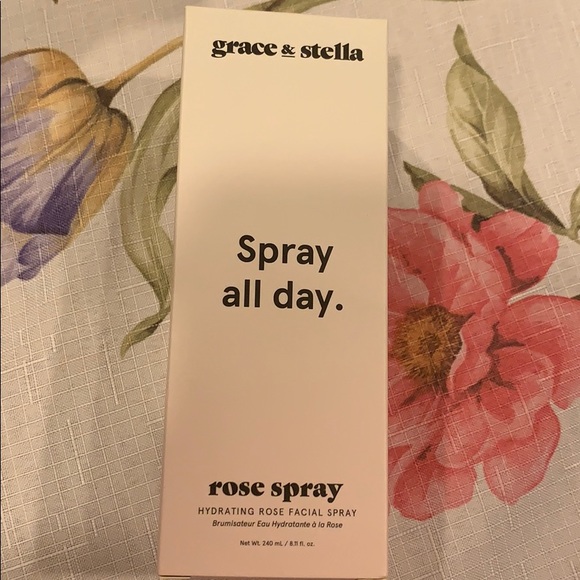 grace & stella
Spray
all day.
rose spray
HYDRATING ROSE FACIAL SPRAY
Brumisateur Eau Hydratante à la Rose
Net Wt. 240 mL / 8.11 fl. oz.